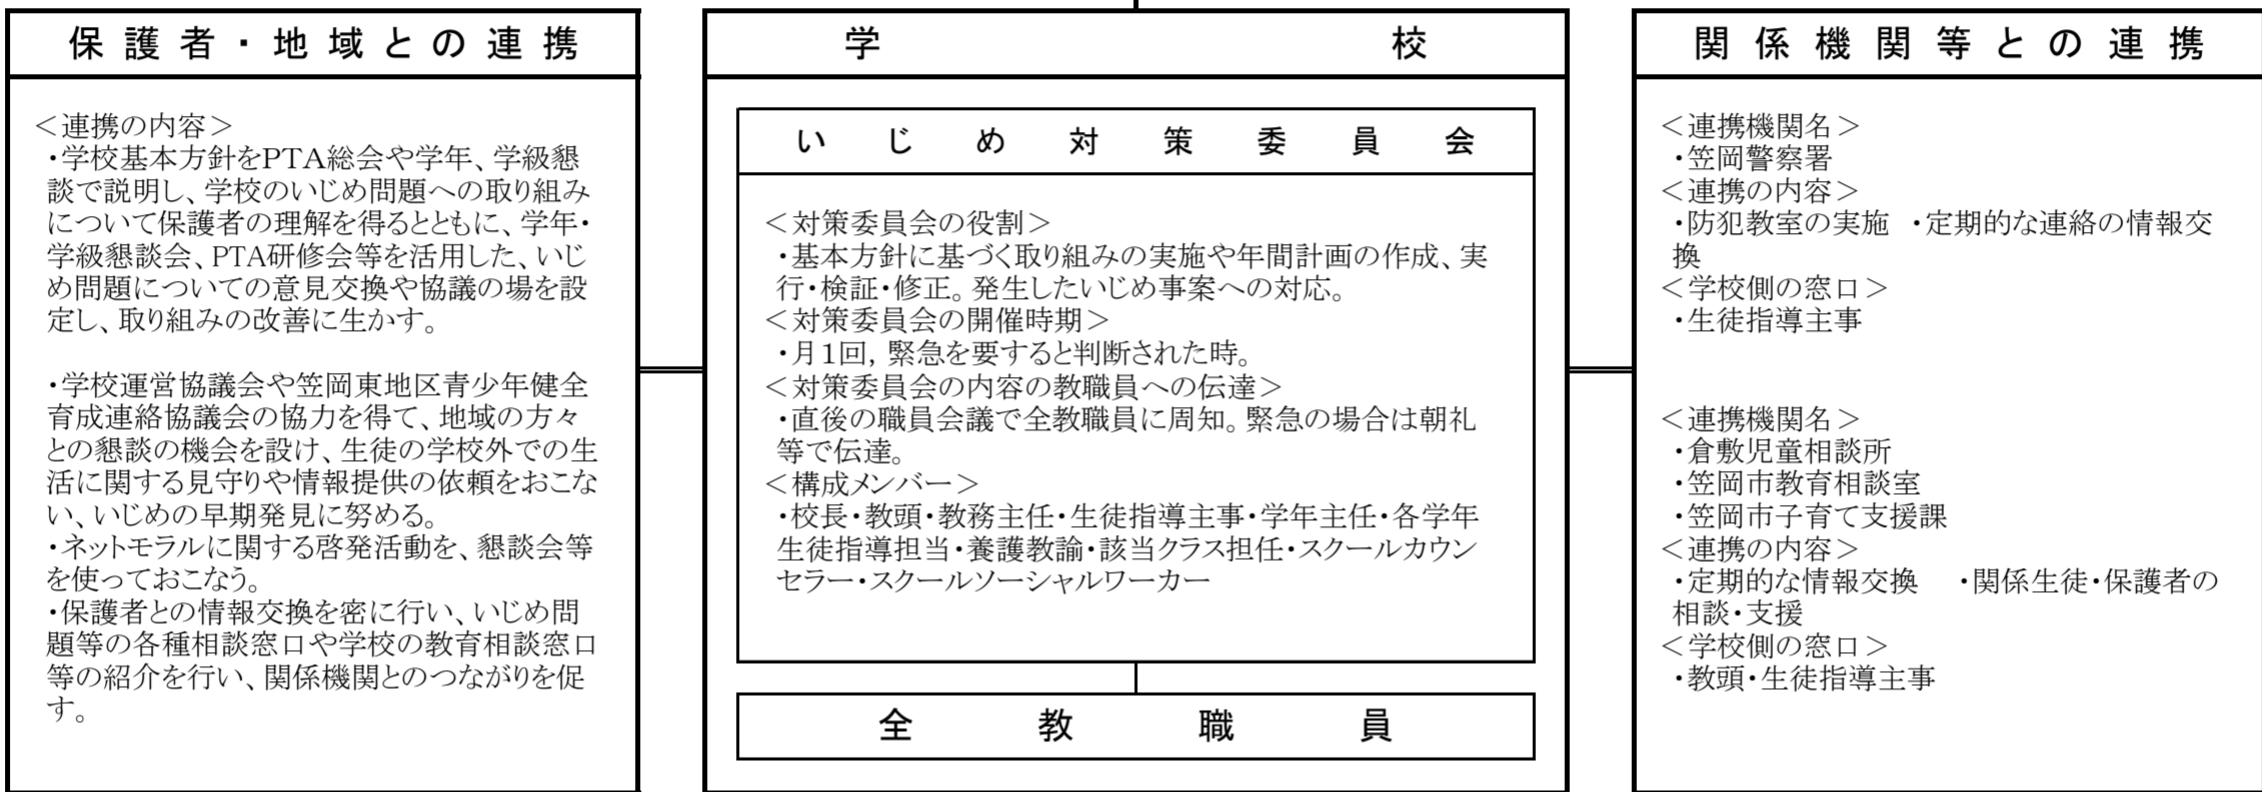 保護者・地域との連携
＜連携の内容＞
・学校基本方針をPTA総会や学年、学級懇
談で説明し、学校のいじめ問題への取り組み
について保護者の理解を得るとともに、学年・
学級懇談会、PTA研修会等を活用した、いじ
め問題についての意見交換や協議の場を設
定し、取り組みの改善に生かす。
・学校運営協議会や笠岡東地区青少年健全
育成連絡協議会の協力を得て、地域の方々
との懇談の機会を設け、生徒の学校外での生
活に関する見守りや情報提供の依頼をおこな
い、いじめの早期発見に努める。
・ネットモラルに関する啓発活動を、懇談会等
を使っておこなう。
・保護者との情報交換を密に行い、いじめ問
題等の各種相談窓口や学校の教育相談窓口
等の紹介を行い、関係機関とのつながりを促
す。
学校
いじめ対策委員会
＜対策委員会の役割＞
・基本方針に基づく取り組みの実施や年間計画の作成、実
行・検証・修正。発生したいじめ事案への対応。
＜対策委員会の開催時期＞
・月１回，緊急を要すると判断された時。
＜対策委員会の内容の教職員への伝達＞
・直後の職員会議で全教職員に周知。緊急の場合は朝礼
等で伝達。
＜構成メンバー＞
・校長・教頭・教務主任・生徒指導主事・学年主任・各学年
生徒指導担当・養護教諭・該当クラス担任・スクールカウン
セラー・スクールソーシャルワーカー
全教職員
関係機関等との連携
＜連携機関名＞
・笠岡警察署
＜連携の内容＞
・防犯教室の実施　・定期的な連絡の情報交
換
＜学校側の窓口＞
・生徒指導主事
＜連携機関名＞
・倉敷児童相談所
・笠岡市教育相談室
・笠岡市子育て支援課
＜連携の内容＞
・定期的な情報交換　・関係生徒・保護者の
相談・支援
＜学校側の窓口＞
・教頭・生徒指導主事